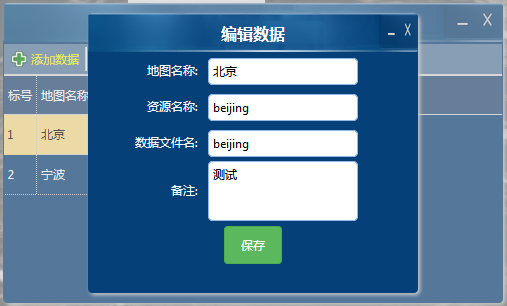 编辑数据
添加数据
标号 地图名称
1 北京
2 宁波
地图名称: 北京
资源名称: beijing
数据文件名: beijing
备注: 测试
保存